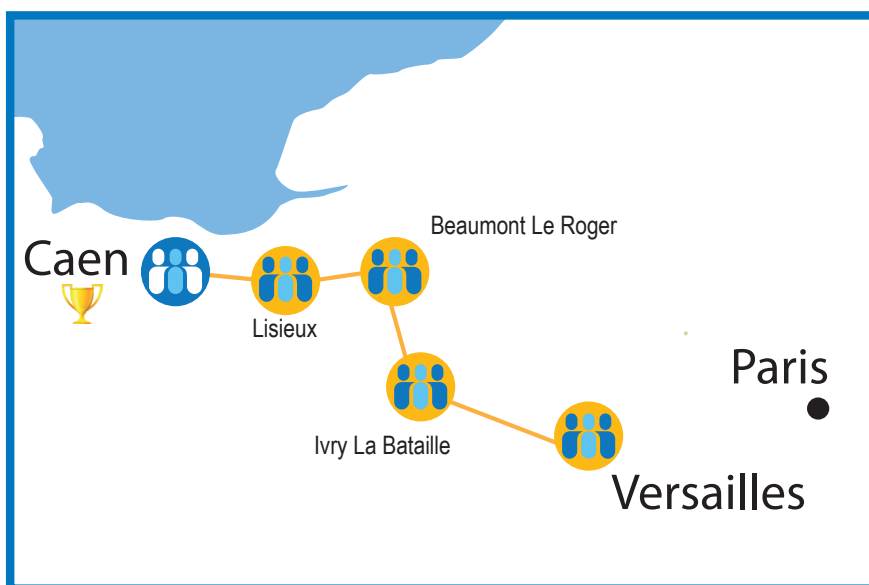 Beaumont Le Roger
Caen
Lisieux
Paris
Ivry La Bataille
Versailles